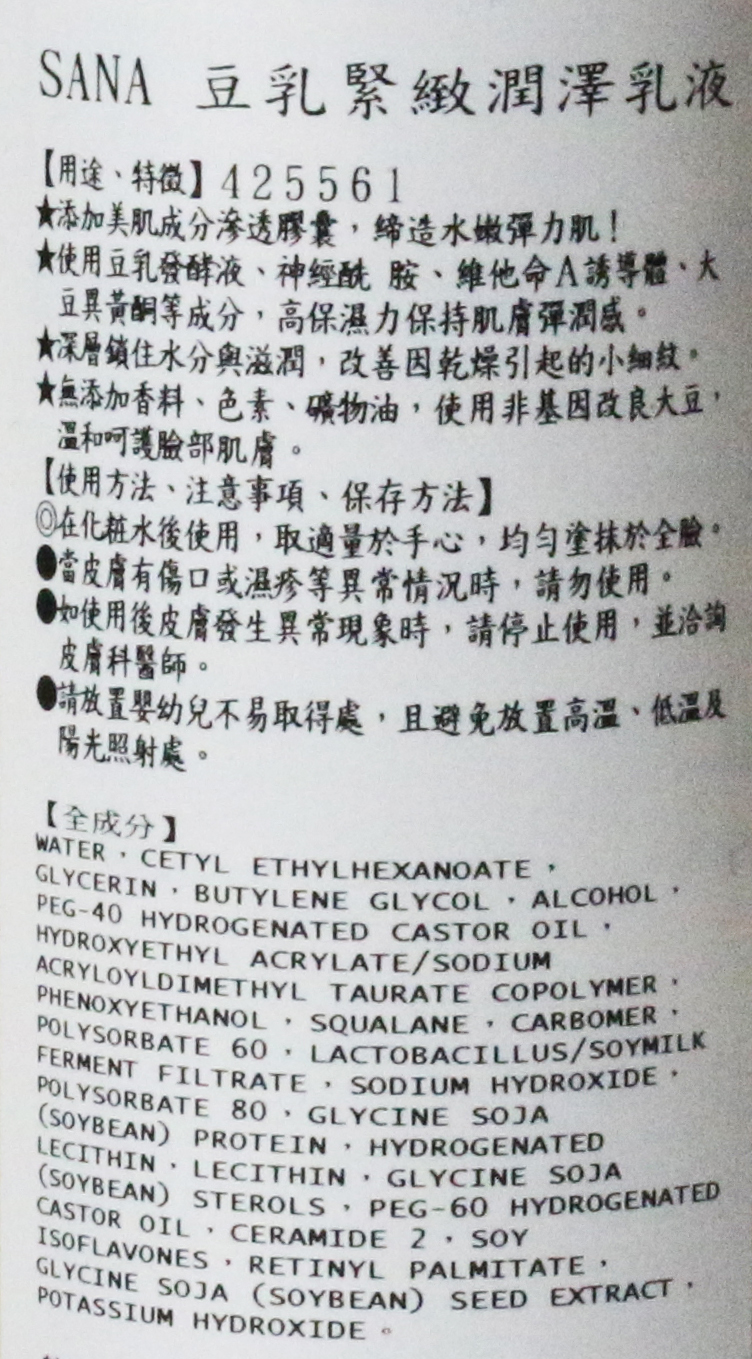 SANA 豆乳緊緻潤澤乳液
【用途、特徵】425561
★添加美肌成分滲透膠囊，締造水嫩彈力肌！
★使用豆乳發酵液、神經醯 胺、維他命A誘導體、大
豆異黃酮等成分，高保濕力保持肌膚彈潤感。
★深層鎖住水分與滋潤，改善因乾燥引起的小細紋。
★無添加香料、色素、礦物油，使用非基因改良大豆，
溫和呵護臉部肌膚。
【使用方法、注意事項、保存方法】
◎在化粧水後使用，取適量於手心，均勻塗抹於全臉。
●當皮膚有傷口或濕疹等異常情況時，請勿使用。
●如使用後皮膚發生異常現象時，請停止使用，並洽詢
皮膚科醫師。
●請放置嬰幼兒不易取得處，且避免放置高溫、低溫及
陽光照射處。
【全成分】
WATER，CETYL ETHYLHEXANOATE，
GLYCERIN，BUTYLENE GLYCOL，ALCOHOL，
PEG-40 HYDROGENATED CASTOR OIL，
HYDROXYETHYL ACRYLATE/SODIUM
ACRYLOYLDIMETHYL TAURATE COPOLYMER，
PHENOXYETHANOL，SQUALANE，CARBOMER，
POLYSORBATE 60，LACTOBACILLUS/SOYMILK
FERMENT FILTRATE，SODIUM HYDROXIDE，
POLYSORBATE 80，GLYCINE SOJA
(SOYBEAN) PROTEIN，HYDROGENATED
LECITHIN，LECITHIN，GLYCINE SOJA
(SOYBEAN) STEROLS，PEG-60 HYDROGENATED
CASTOR OIL，CERAMIDE 2，SOY
ISOFLAVONES，RETINYL PALMITATE，
GLYCINE SOJA (SOYBEAN) SEED EXTRACT，
POTASSIUM HYDROXIDE。